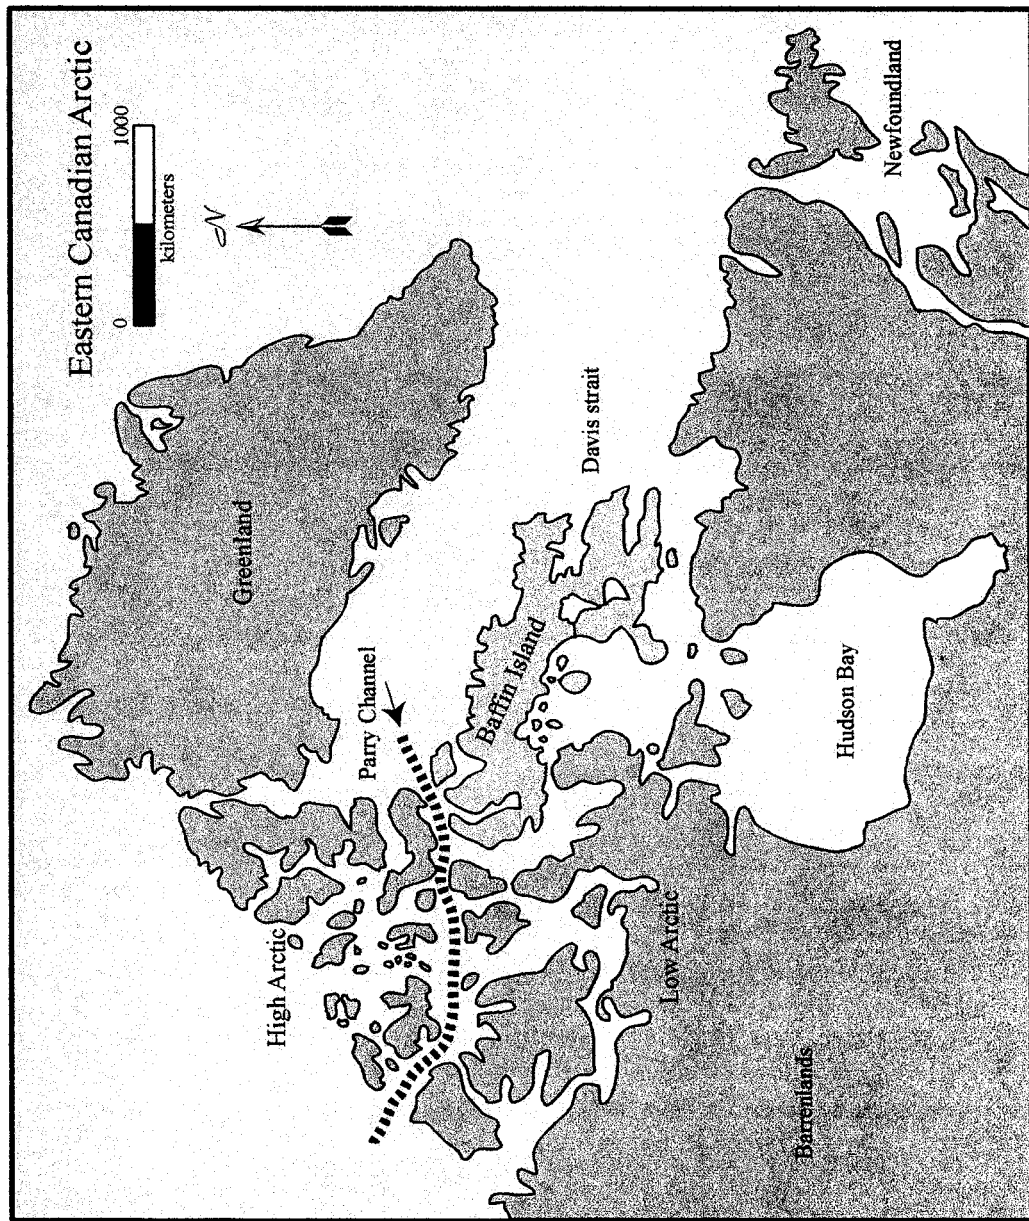 Eastern Canadian Arctic
0 1000
kilometers
N
Greenland
High Arctic
Parry Channel
Baffin Island
Davis strait
Low Arctic
Hudson Bay
Barrenlands
Newfoundland